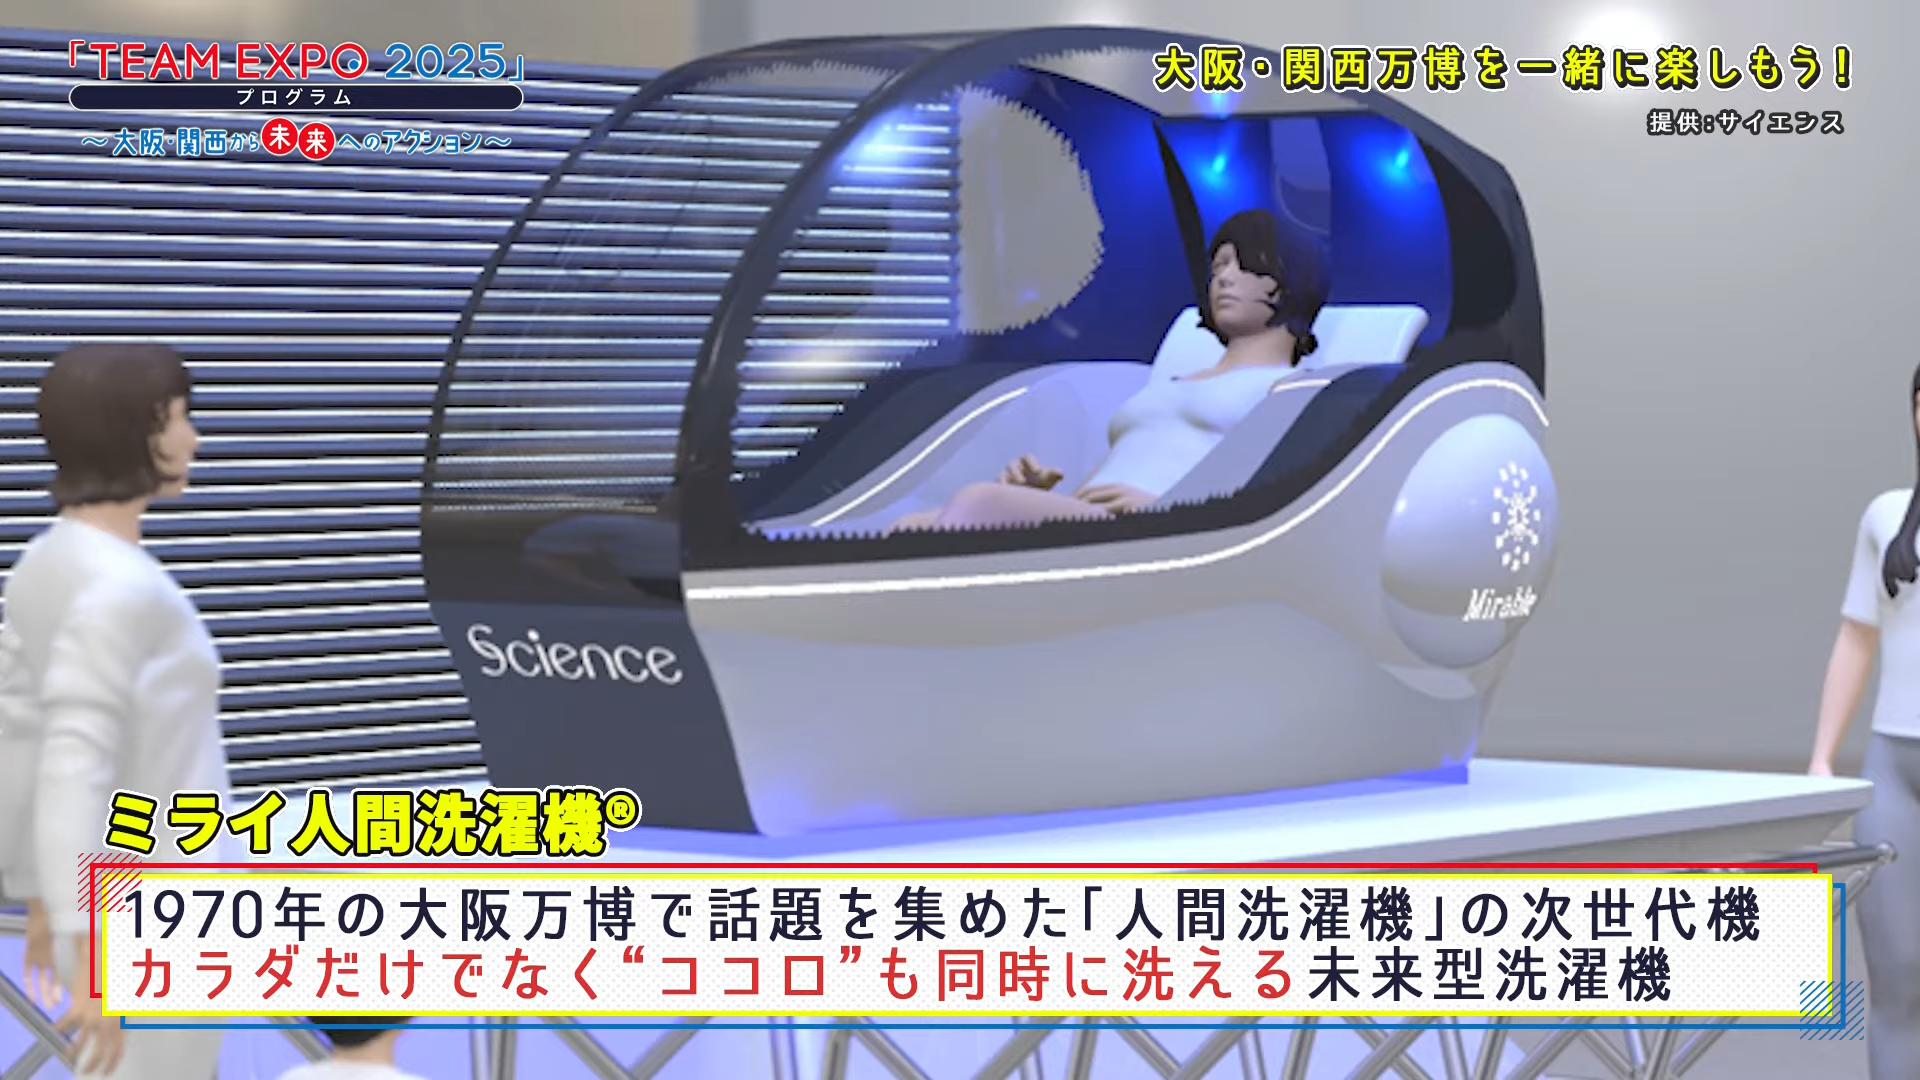 「TEAM EXPO 2025」
プログラム
～大阪・関西から未来へのアクション～
大阪・関西万博を一緒に楽しもう！
提供：サイエンス
Science
Mirable
ミライ人間洗濯機®
1970年の大阪万博で話題を集めた「人間洗濯機」の次世代機
カラダだけでなく“ココロ”も同時に洗える未来型洗濯機